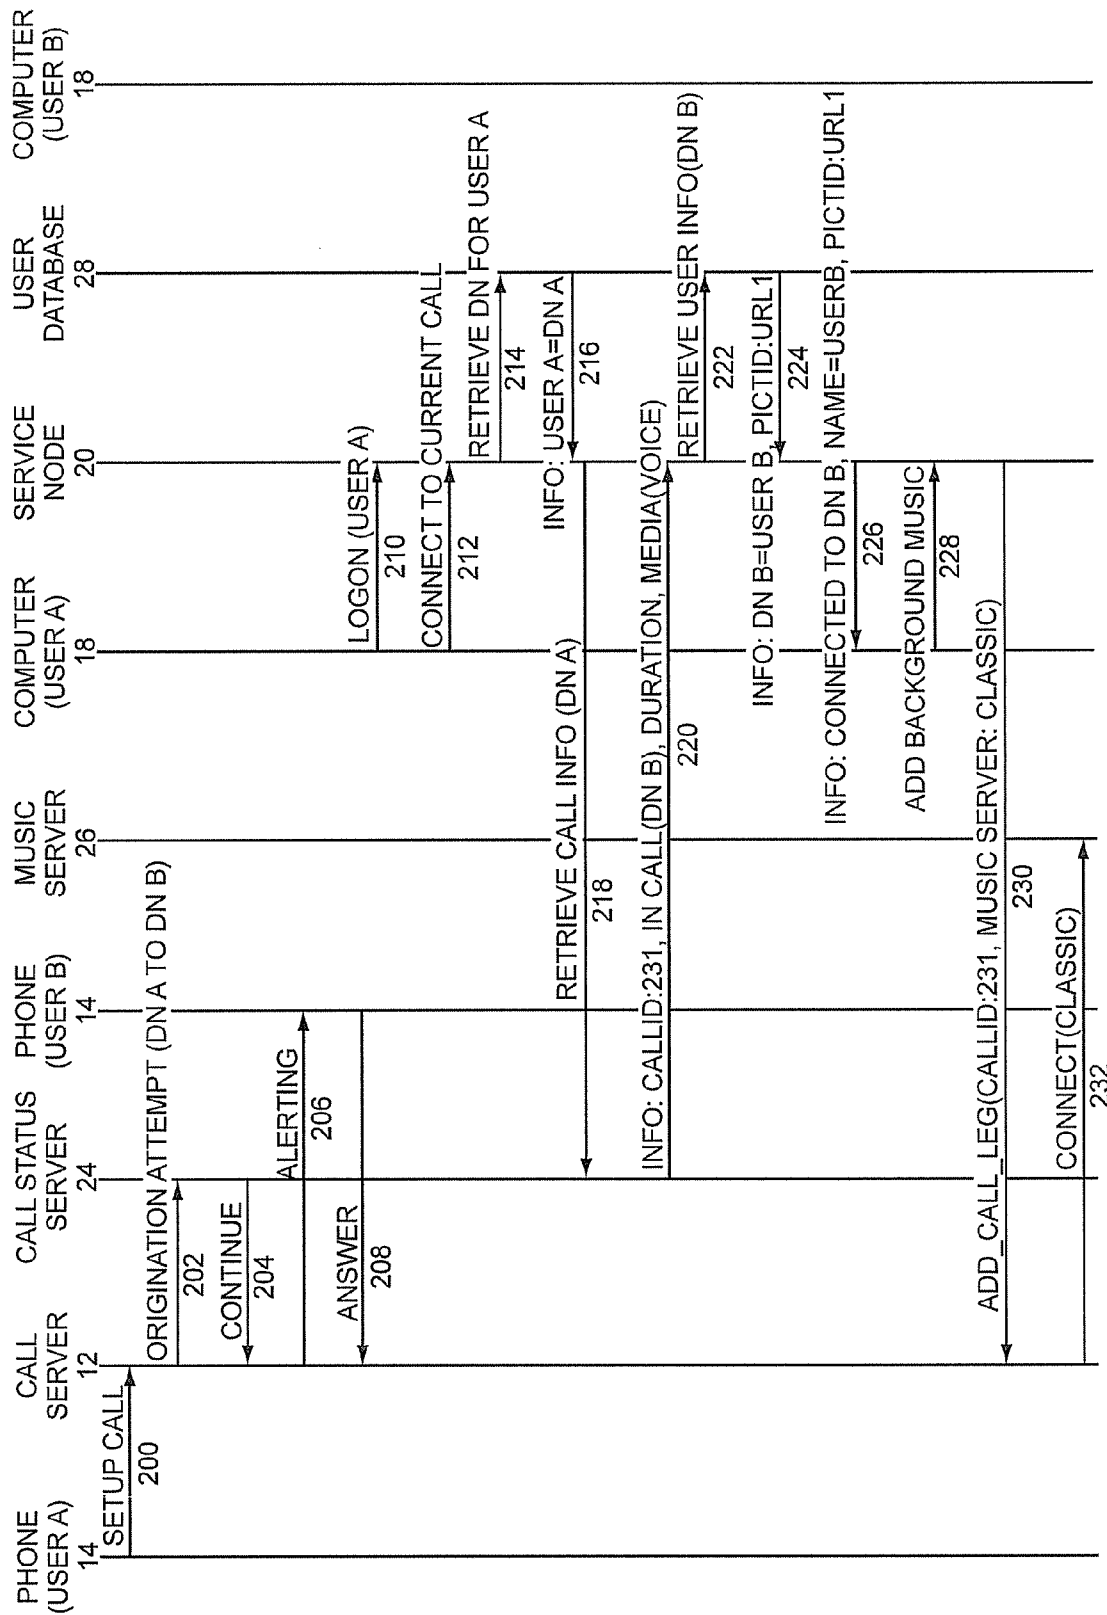 PHONE
(USER A)
14
CALL
SERVER
12
CALL STATUS
SERVER
24
PHONE
(USER B)
14
MUSIC
SERVER
26
COMPUTER
(USER A)
18
SERVICE
NODE
20
USER
DATABASE
28
COMPUTER
(USER B)
18
SETUP CALL
200
ORIGINATION ATTEMPT (DN A TO DN B)
202
CONTINUE
204
ALERTING
206
ANSWER
208
LOGON (USER A)
210
CONNECT TO CURRENT CALL
212
RETRIEVE DN FOR USER A
214
INFO: USER A=DN A
216
RETRIEVE CALL INFO (DN A)
218
INFO: CALLID:231, IN CALL(DN B), DURATION, MEDIA(VOICE)
220
RETRIEVE USER INFO(DN B)
222
INFO: DN B=USER B, PICTID:URL1
224
INFO: CONNECTED TO DN B, NAME=USERB, PICTID:URL1
226
ADD BACKGROUND MUSIC
228
ADD_CALL_LEG(CALLID:231, MUSIC SERVER: CLASSIC)
230
CONNECT(CLASSIC)
232